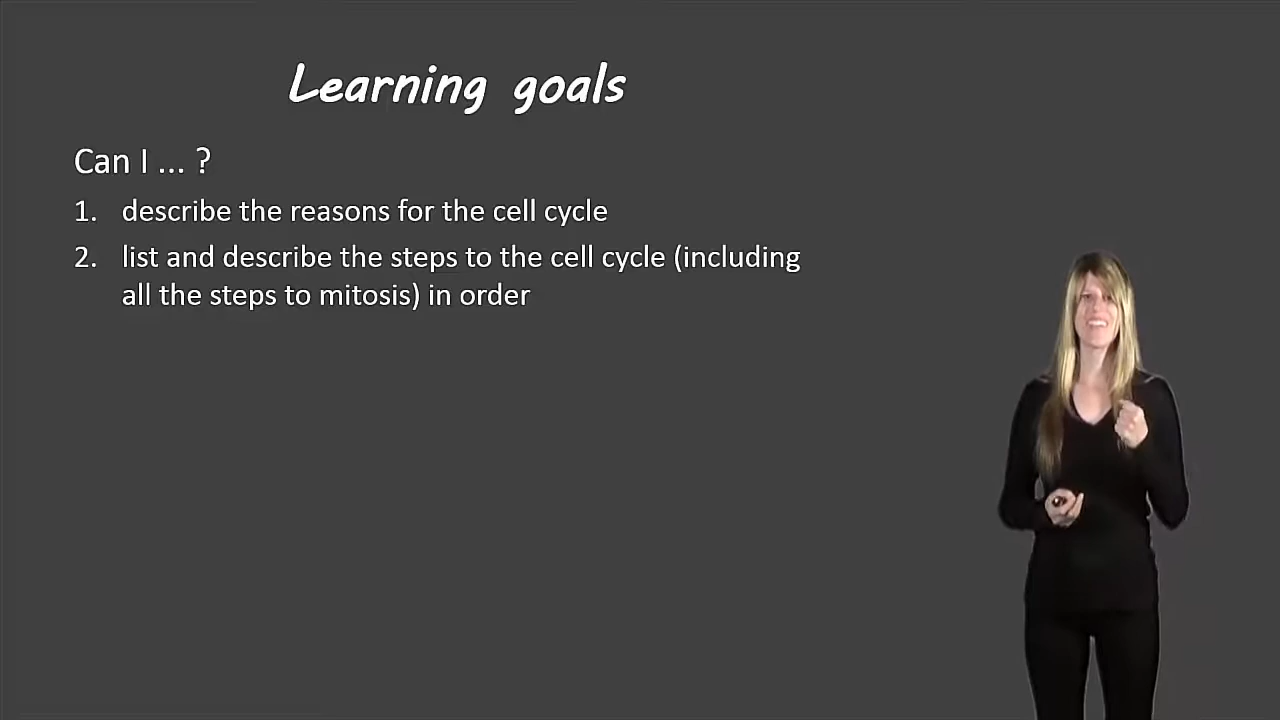 Learning goals
Can I ... ?
1. describe the reasons for the cell cycle
2. list and describe the steps to the cell cycle (including
all the steps to mitosis) in order